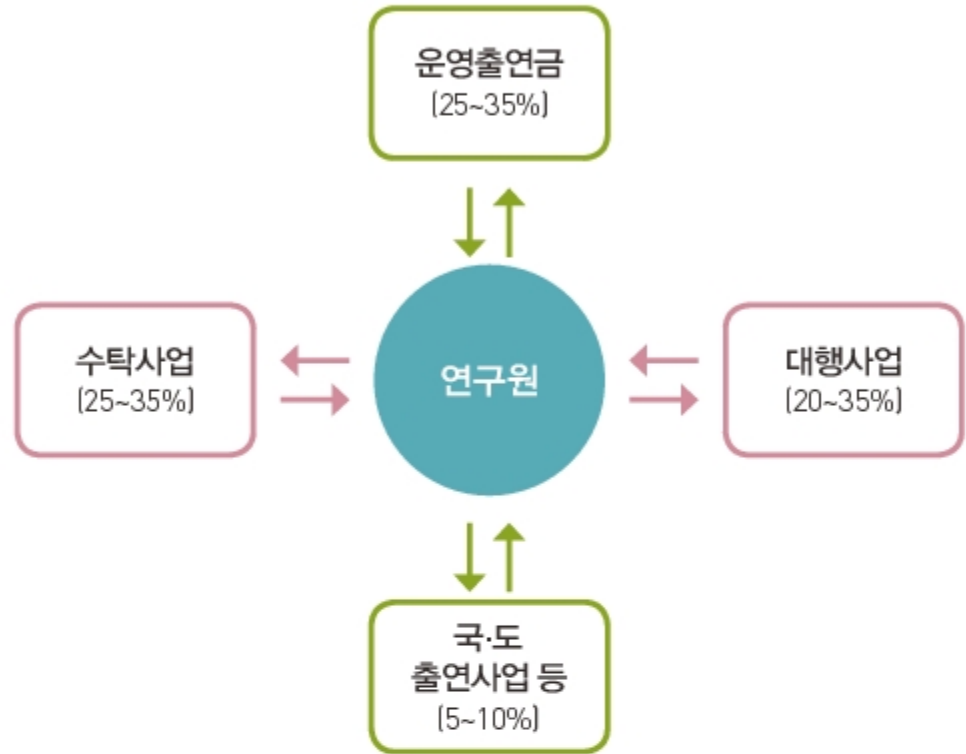 운영출연금
(25~35%)
수탁사업
(25~35%)
연구원
대행사업
(20~35%)
국·도
출연사업 등
(5~10%)